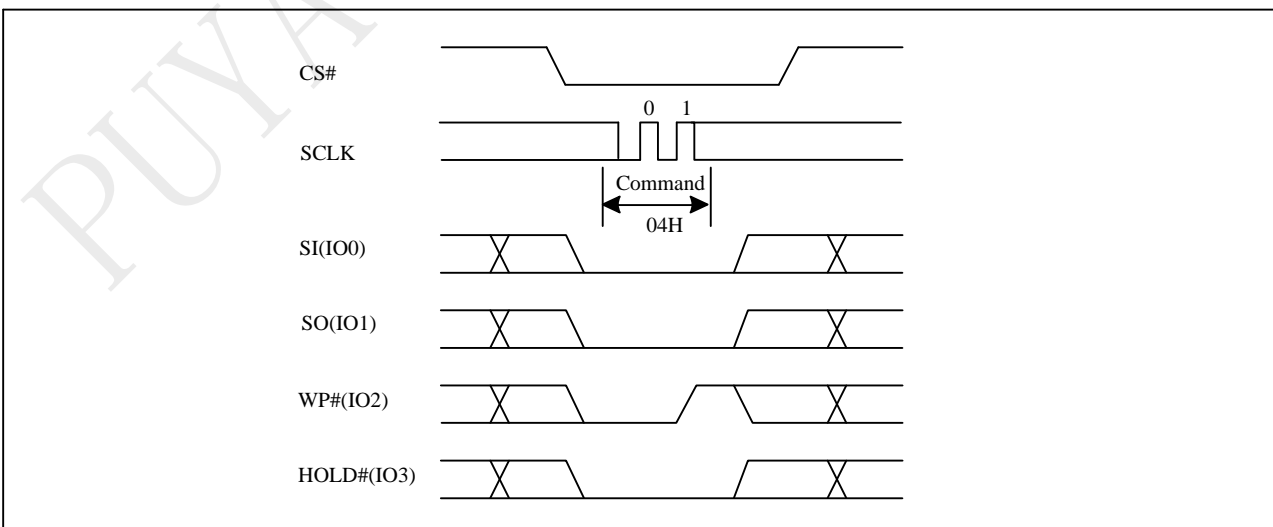 PUYA
CS#
0 1
SCLK
Command
04H
SI(IO0)
SO(IO1)
WP#(IO2)
HOLD#(IO3)